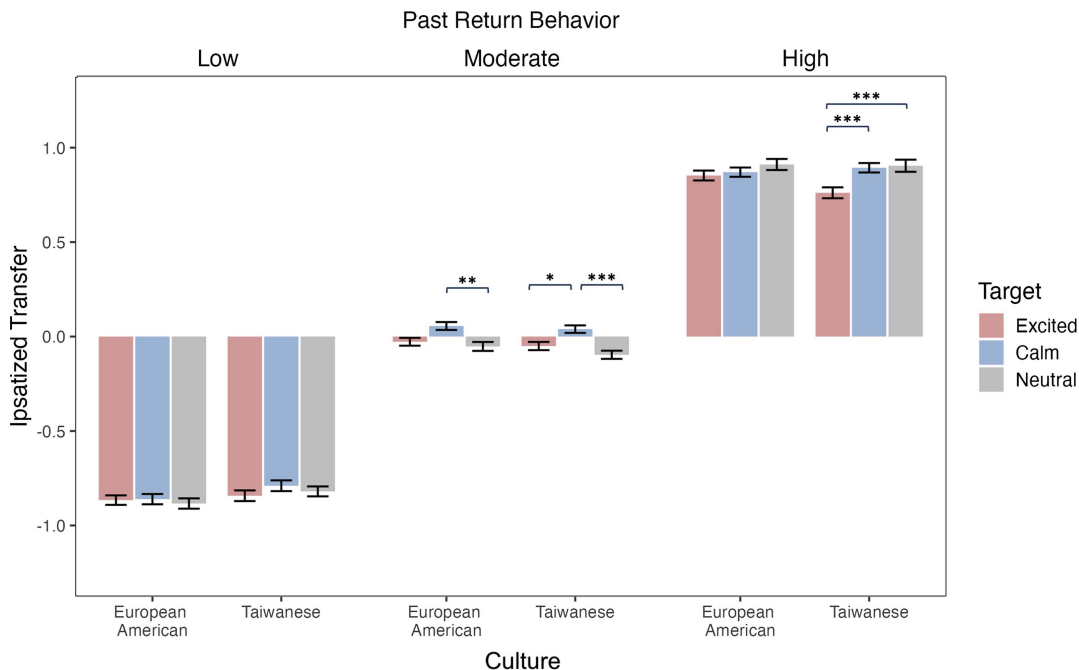 Past Return Behavior
Low Moderate High
*** 
***
** * ***
1.0
0.5
0.0
-0.5
-1.0
Ipsatized Transfer
European American
Taiwanese
European American
Taiwanese
European American
Taiwanese
Culture
Target
Excited
Calm
Neutral